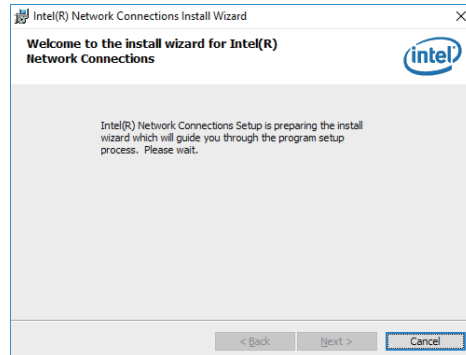 Intel(R) Network Connections Install Wizard
Welcome to the install wizard for Intel(R)
Network Connections
intel
Intel(R) Network Connections Setup is preparing the install
wizard which will guide you through the program setup
process. Please wait.
< Back Next > Cancel